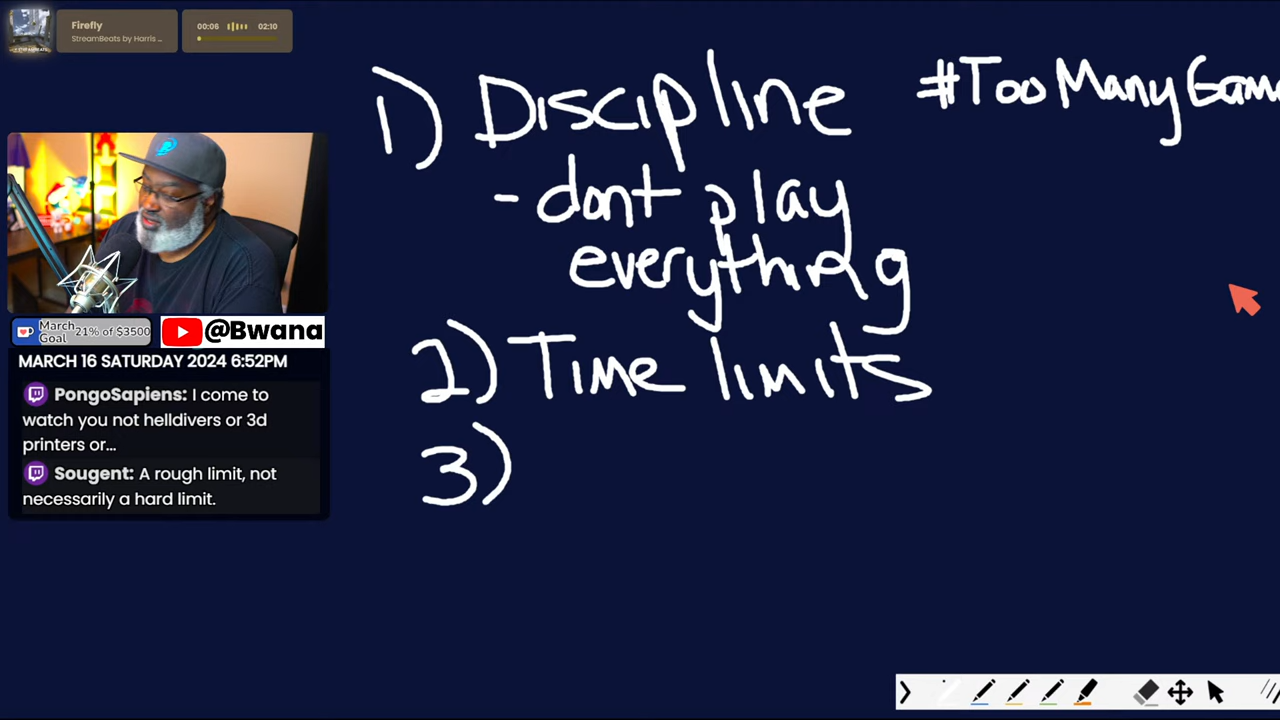 Firefly
StreamBeats by Harris ...
00:06
02:10
1) Discipline
#TooManyGam
- dont play
everything
2) Time limits
3)
March
Goal
21% of $3500
@Bwana
MARCH 16 SATURDAY 2024 6:52PM
PongoSapiens: I come to
watch you not helldivers or 3d
printers or...
Sougent: A rough limit, not
necessarily a hard limit.